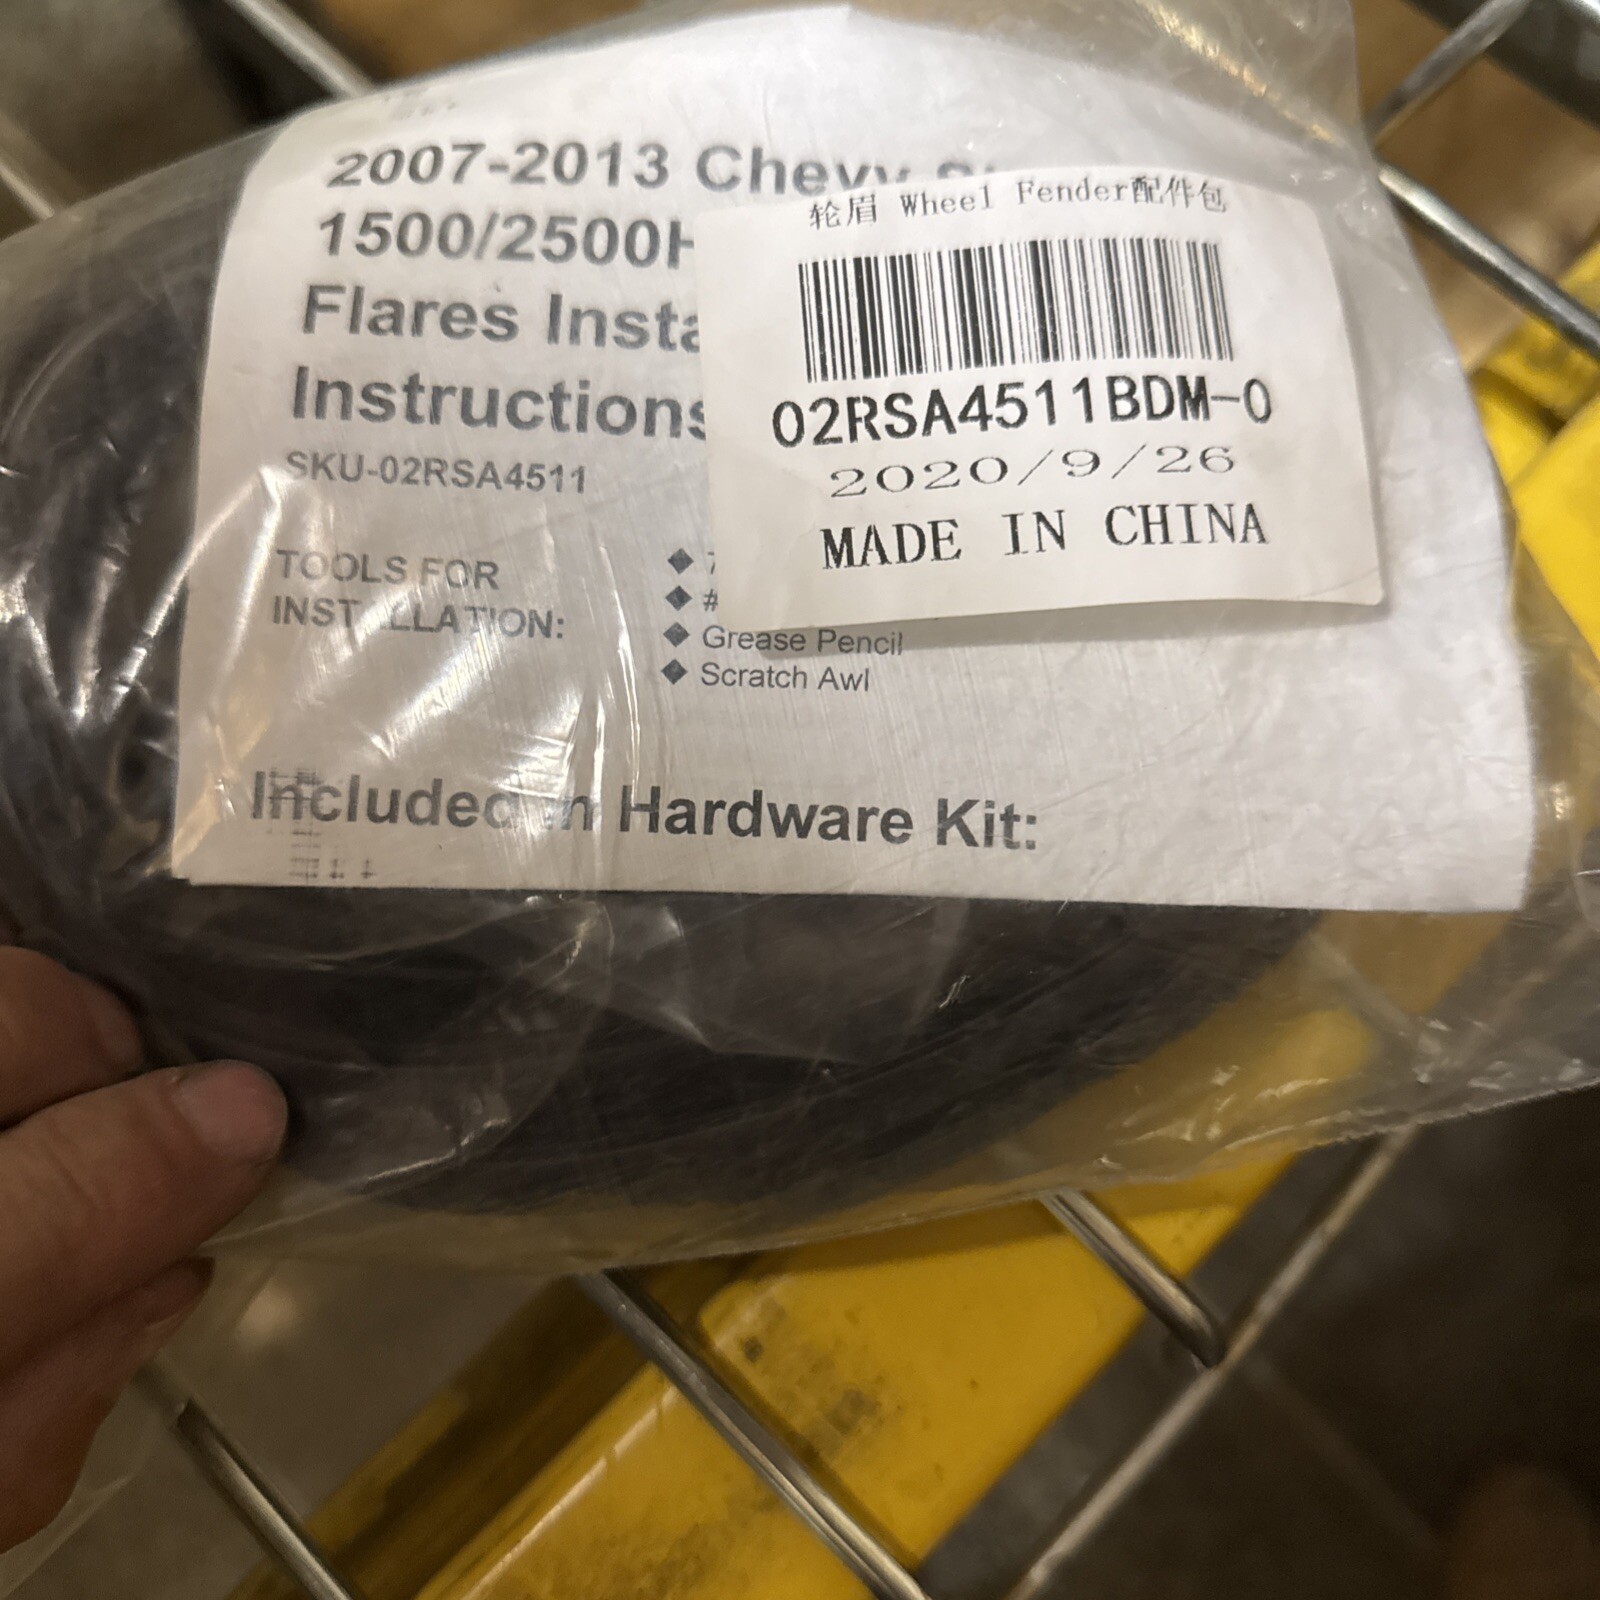 2007-2013 Chevy
1500/2500H
Flares Insta
Instructions
SKU-02RSA4511
TOOLS FOR
INSTALLATION:
◆
◆ #
◆ Grease Pencil
◆ Scratch Awl
Included in Hardware Kit:
轮眉 Wheel Fender配件包
02RSA4511BDM-0
2020/9/26
MADE IN CHINA